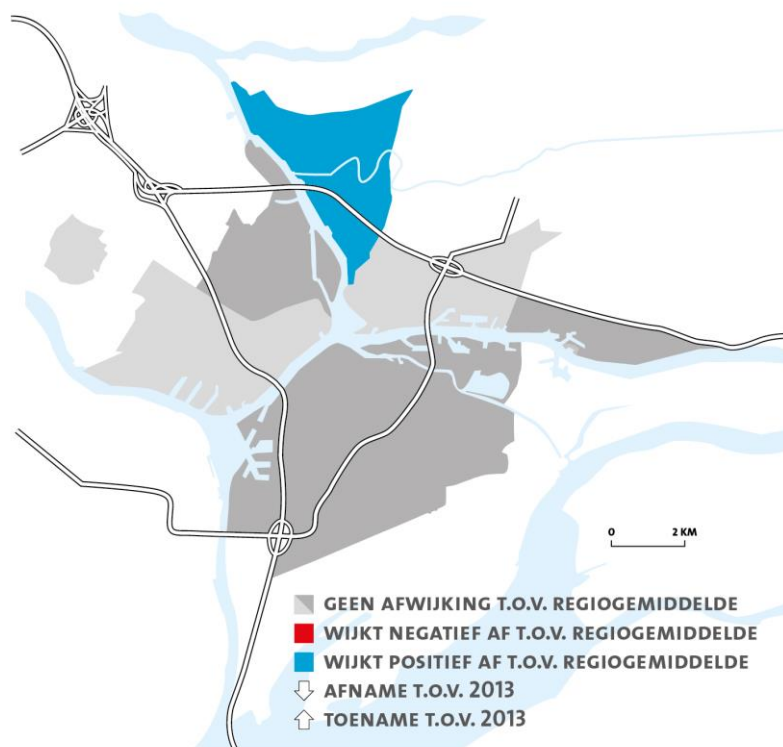 0 2 KM
GEEN AFWIJKING T.O.V. REGIOGEMIDDELDE
WIJKT NEGATIEF AF T.O.V. REGIOGEMIDDELDE
WIJKT POSITIEF AF T.O.V. REGIOGEMIDDELDE
AFNAME T.O.V. 2013
TOENAME T.O.V. 2013